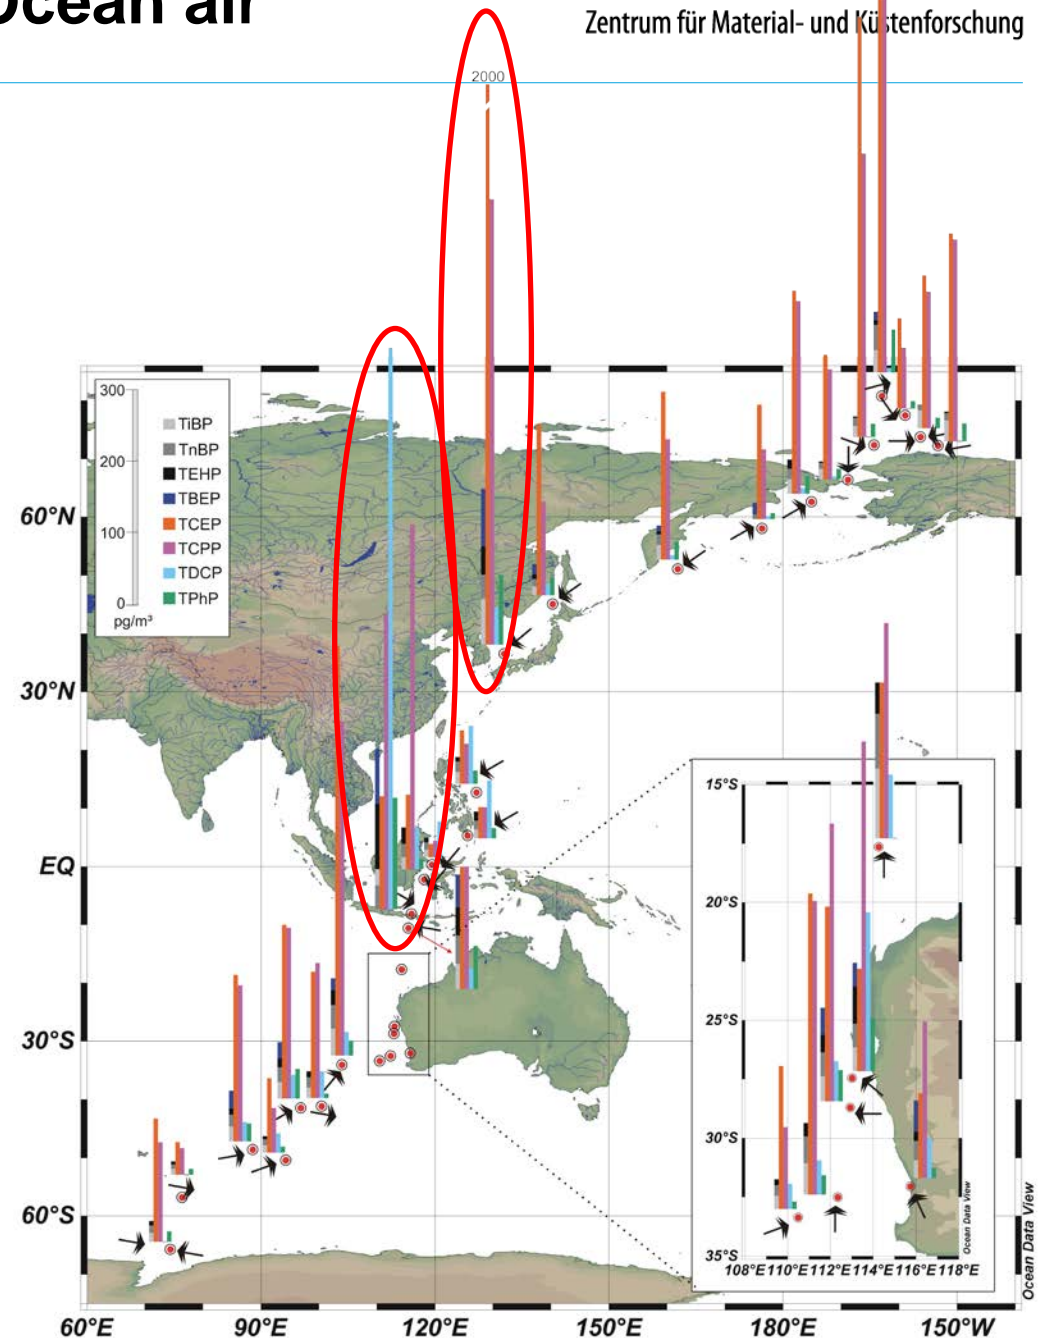 Ocean air
Zentrum für Material- und Küstenforschung
2000
300
200
100
0
pg/m³
TiBP
TnBP
TEHP
TBEP
TCEP
TCPP
TDCP
TPhP
60°N
30°N
EQ
30°S
60°S
60°E
90°E
120°E
150°E
180°E
150°W
15°S
20°S
25°S
30°S
35°S
108°E
110°E
112°E
114°E
116°E
118°E
Ocean Data View
Ocean Data View